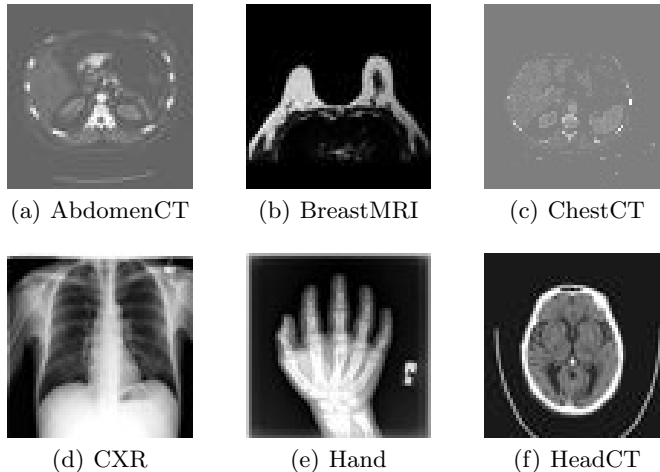 (a) AbdomenCT
(b) BreastMRI
(c) ChestCT
(d) CXR
(e) Hand
(f) HeadCT